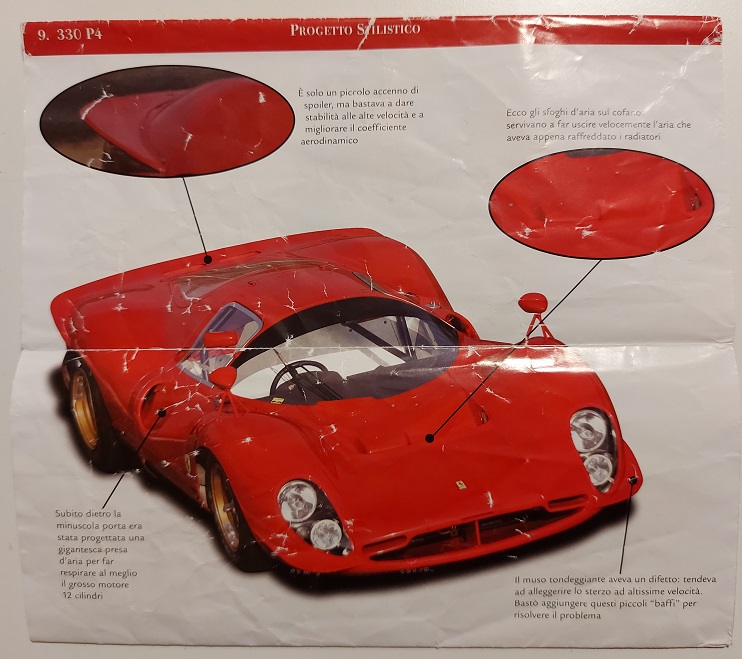 9. 330 P4
PROGETTO STILISTICO
È solo un piccolo accenno di
spoiler, ma bastava a dare
stabilità alle alte velocità e a
migliorare il coefficiente
aerodinamico
Ecco gli sfoghi d'aria sul cofano:
servivano a far uscire velocemente l'aria che
aveva appena raffreddato i radiatori
Subito dietro la
minuscola porta era
stata progettata una
gigantesca presa
d'aria per far
respirare al meglio
il grosso motore
12 cilindri
Il muso tondeggiante aveva un difetto: tendeva
ad alleggerire lo sterzo ad altissime velocità.
Bastò aggiungere questi piccoli "baffi" per
risolvere il problema